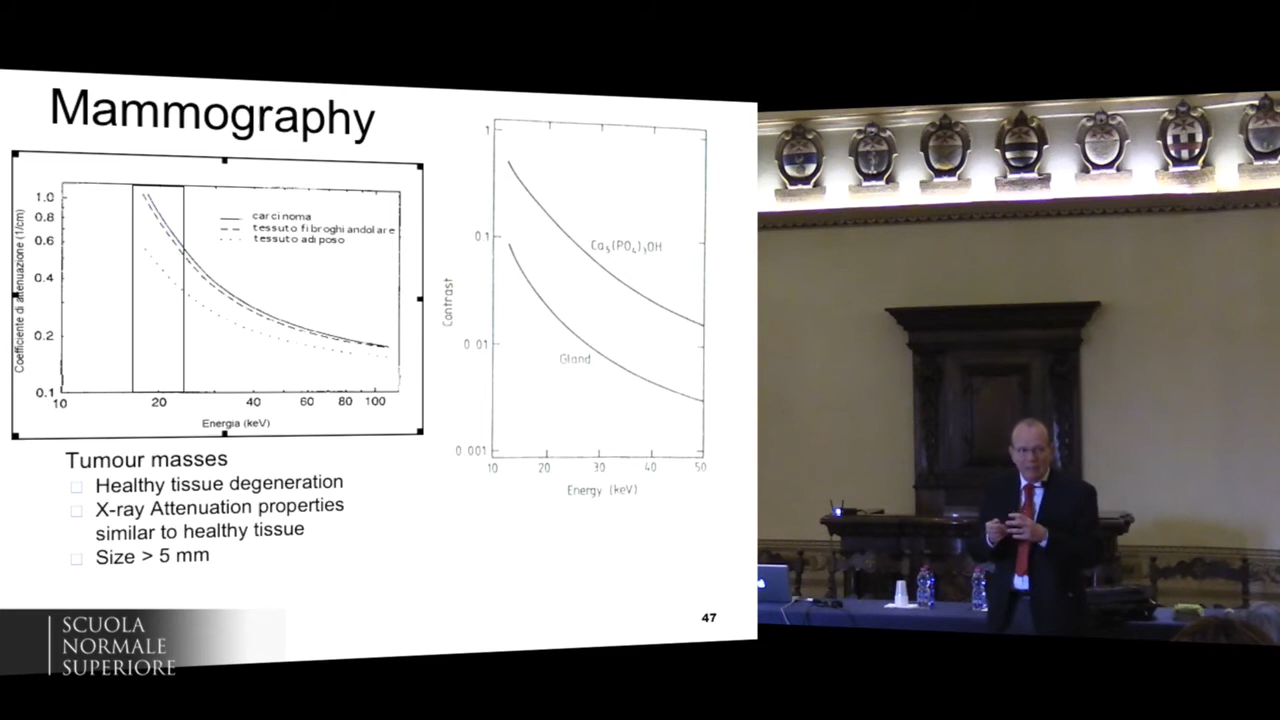 Mammography
Coefficiente di attenuazione (1/cm)
1.0
0.8
0.6
0.4
0.2
0.1
10
20
40
60
80
100
Energia (keV)
carcinoma
tessuto fibroghiandolare
tessuto adiposo
Contrast
1
0.1
0 01
0 001
10
20
30
40
50
Energy (keV)
Ca5(PO4)3OH
Gland
Tumour masses
Healthy tissue degeneration
X-ray Attenuation properties
similar to healthy tissue
Size > 5 mm
47
SCUOLA
NORMALE
SUPERIORE